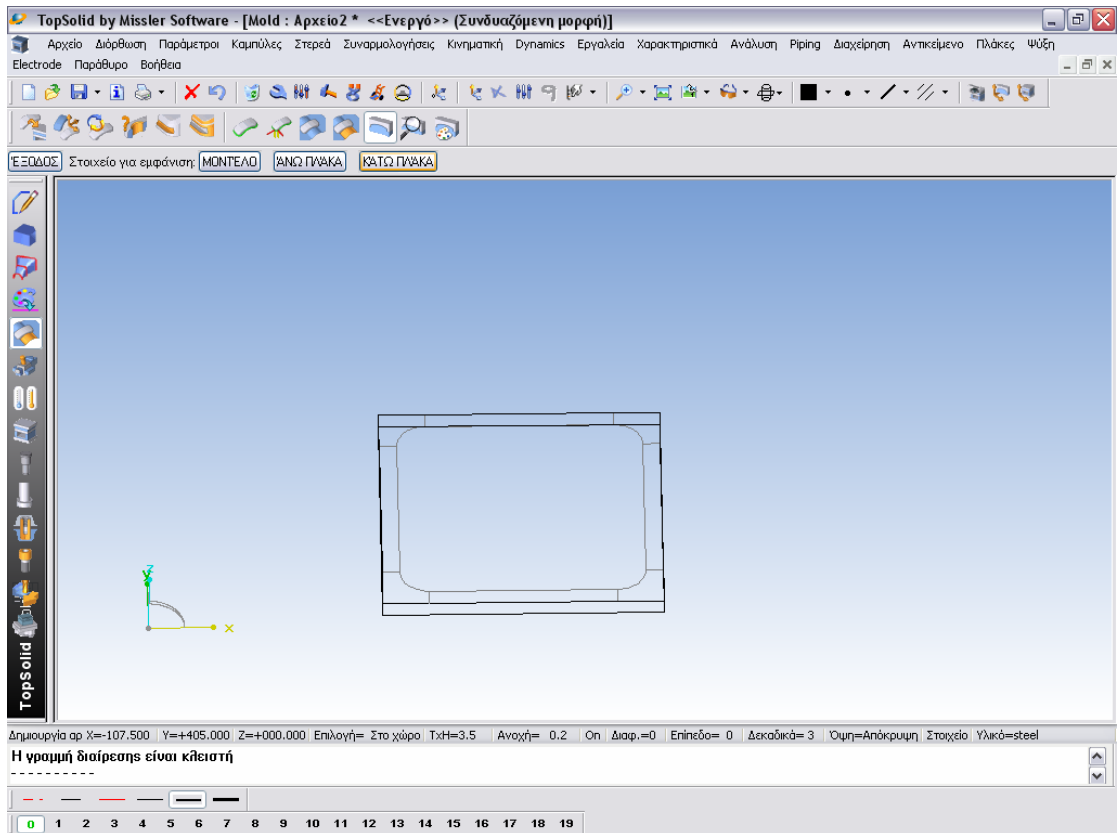 TopSolid by Missler Software - [Mold : Αρχείο2 * <<Ενεργό>> (Συνδυαζόμενη μορφή)]
Αρχείο Διόρθωση Παράμετροι Καμπύλες Στερεά Συναρμολογήσεις Κινηματική Dynamics Εργαλεία Χαρακτηριστικά Ανάλυση Piping Διαχείρηση Αντικείμενο Πλάκες Ψύξη
Electrode Παράθυρο Βοήθεια
ΈΞΟΔΟΣ Στοιχείο για εμφάνιση: ΜΟΝΤΕΛΟ ΆΝΩ ΠΛΑΚΑ ΚΑΤΩ ΠΛΑΚΑ
Z
Y
X
TopSolid
Δημιουργία αρ X=-107.500 Y=+405.000 Z=+000.000 Επιλογή= Στο χώρο TxH=3.5 Ανοχή= 0.2 On Διαφ.=0 Επίπεδο= 0 Δεκαδικά= 3 Όψη=Απόκρυψη Στοιχείο Υλικό=steel
Η γραμμή διαίρεσης είναι κλειστή
----------
0 1 2 3 4 5 6 7 8 9 10 11 12 13 14 15 16 17 18 19